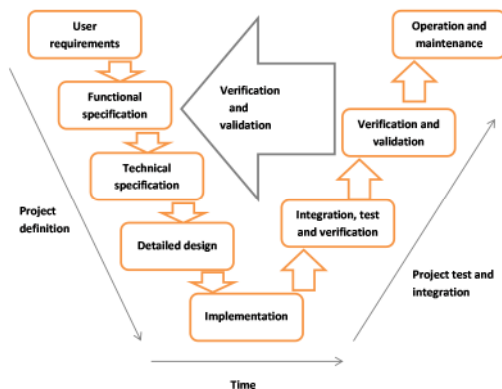 User
requirements
Functional
specification
Technical
specification
Detailed design
Implementation
Integration, test
and verification
Verification and
validation
Operation and
maintenance
Verification
and
validation
Project
definition
Project test and
integration
Time